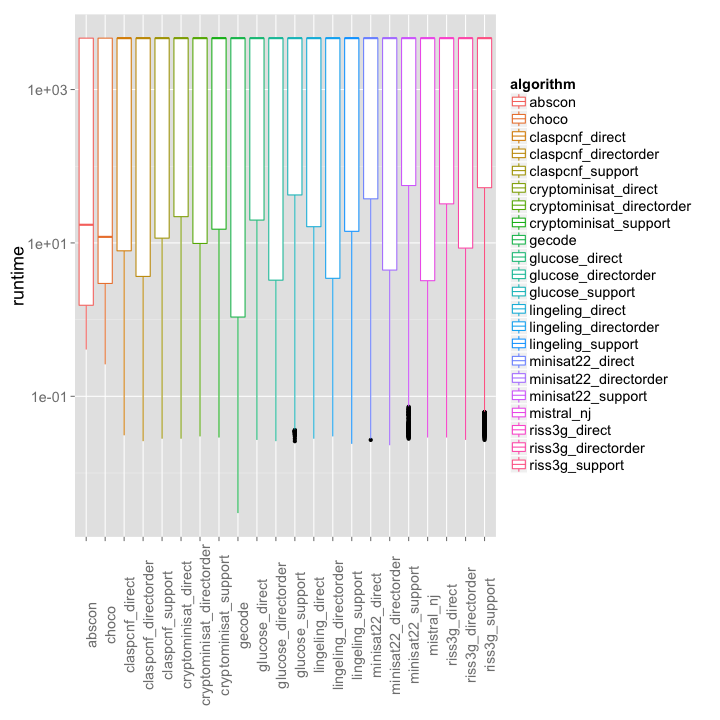 runtime
1e+03
1e+01
1e-01
abscon
choco
claspcnf_direct
claspcnf_directorder
claspcnf_support
cryptominisat_direct
cryptominisat_directorder
cryptominisat_support
gecode
glucose_direct
glucose_directorder
glucose_support
lingeling_direct
lingeling_directorder
lingeling_support
minisat22_direct
minisat22_directorder
minisat22_support
mistral_nj
riss3g_direct
riss3g_directorder
riss3g_support
algorithm
abscon
choco
claspcnf_direct
claspcnf_directorder
claspcnf_support
cryptominisat_direct
cryptominisat_directorder
cryptominisat_support
gecode
glucose_direct
glucose_directorder
glucose_support
lingeling_direct
lingeling_directorder
lingeling_support
minisat22_direct
minisat22_directorder
minisat22_support
mistral_nj
riss3g_direct
riss3g_directorder
riss3g_support